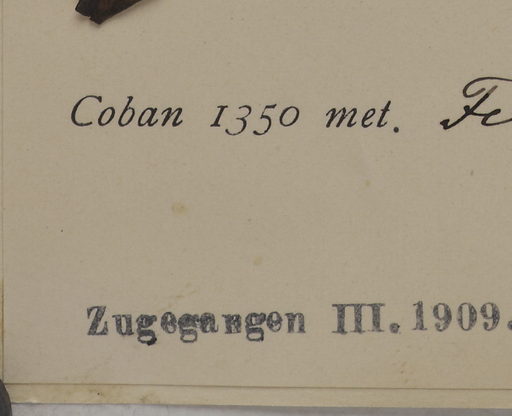 Coban 1350 met.
Zugegangen III. 1909.